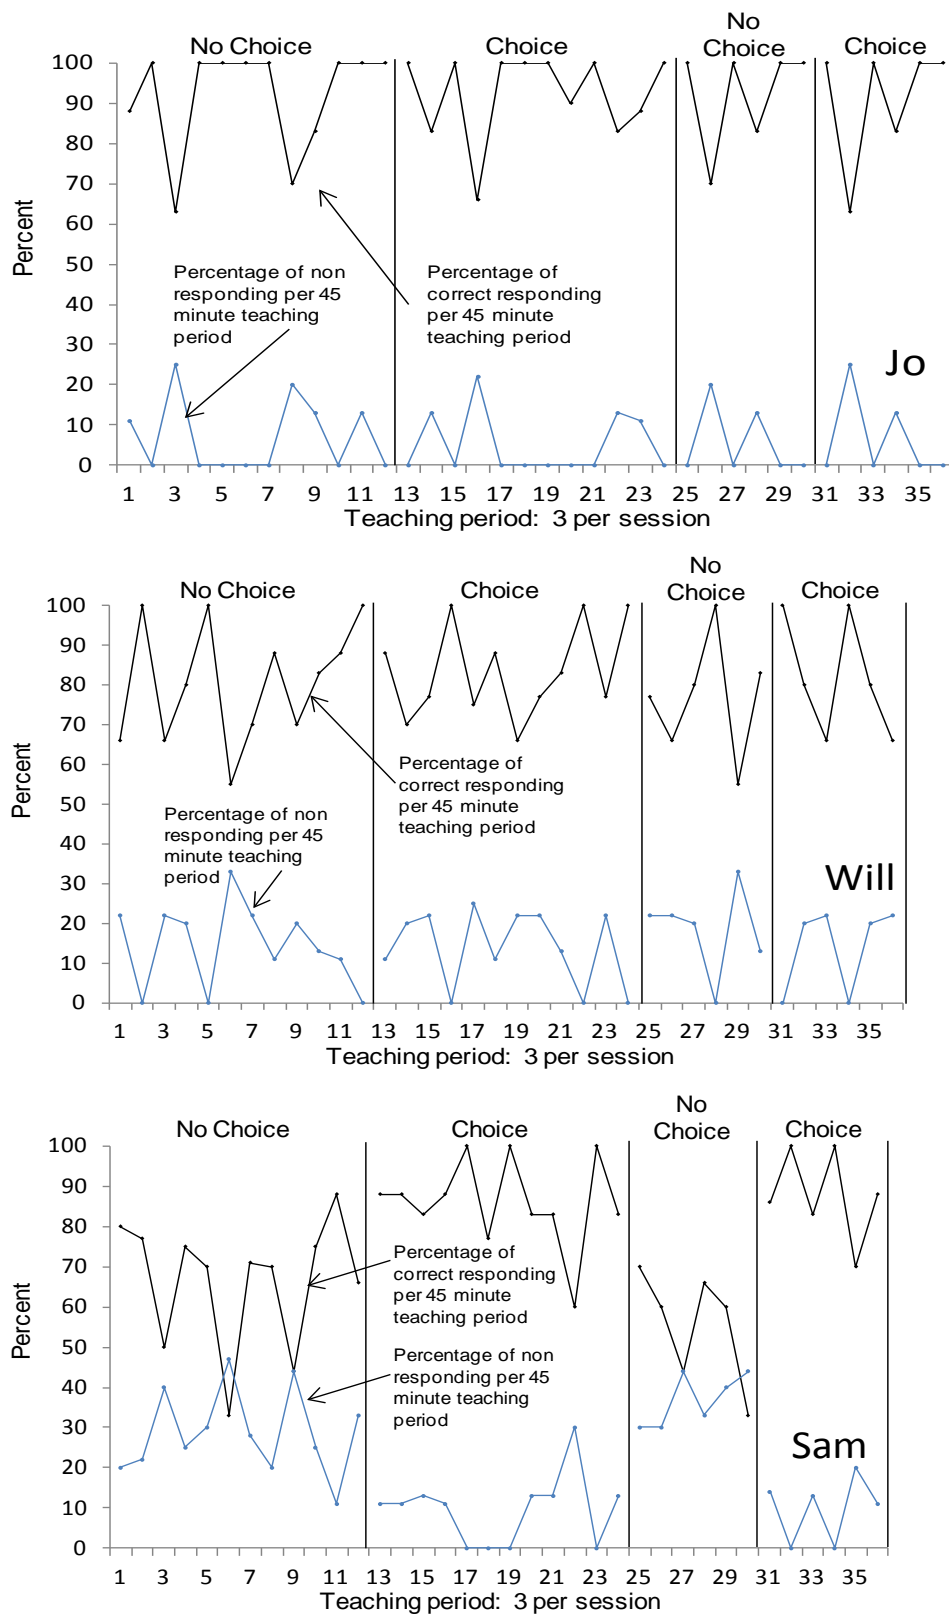 No Choice
Choice
No
Choice
Choice
100
90
80
70
60
50
40
30
20
10
0
Percent
Percentage of non
responding per 45
minute teaching
period
Percentage of
correct responding
per 45 minute
teaching period
Jo
1 3 5 7 9 11 13 15 17 19 21 23 25 27 29 31 33 35
Teaching period: 3 per session
No Choice
Choice
No
Choice
Choice
100
90
80
70
60
50
40
30
20
10
0
Percent
Percentage of
correct responding
per 45 minute
teaching period
Percentage of non
responding per 45
minute teaching
period
Will
1 3 5 7 9 11 13 15 17 19 21 23 25 27 29 31 33 35
Teaching period: 3 per session
No Choice
Choice
No
Choice
Choice
100
90
80
70
60
50
40
30
20
10
0
Percent
Percentage of
correct responding
per 45 minute
teaching period
Percentage of non
responding per 45
minute teaching
period
Sam
1 3 5 7 9 11 13 15 17 19 21 23 25 27 29 31 33 35
Teaching period: 3 per session